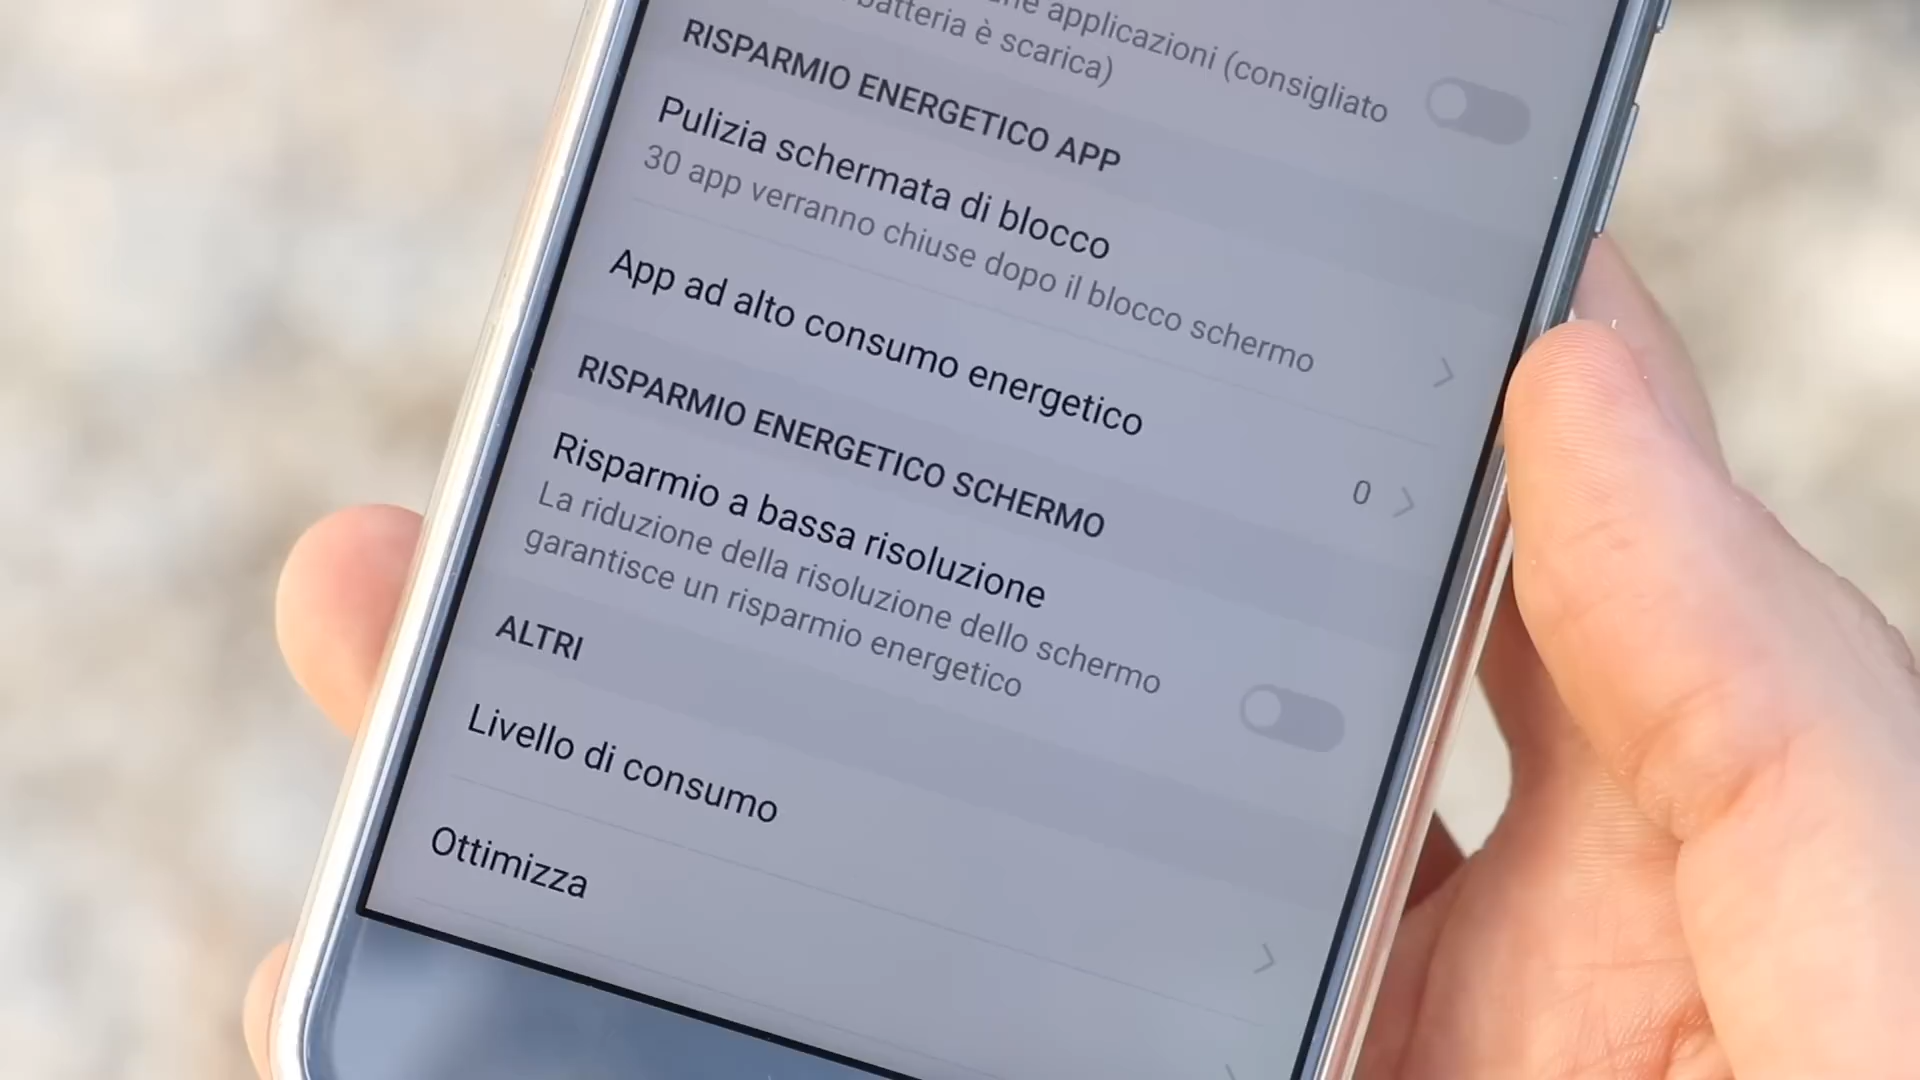 applicazioni (consigliato
batteria è scarica)
RISPARMIO ENERGETICO APP
Pulizia schermata di blocco
30 app verranno chiuse dopo il blocco schermo
App ad alto consumo energetico
0
RISPARMIO ENERGETICO SCHERMO
Risparmio a bassa risoluzione
La riduzione della risoluzione dello schermo
garantisce un risparmio energetico
ALTRI
Livello di consumo
Ottimizza